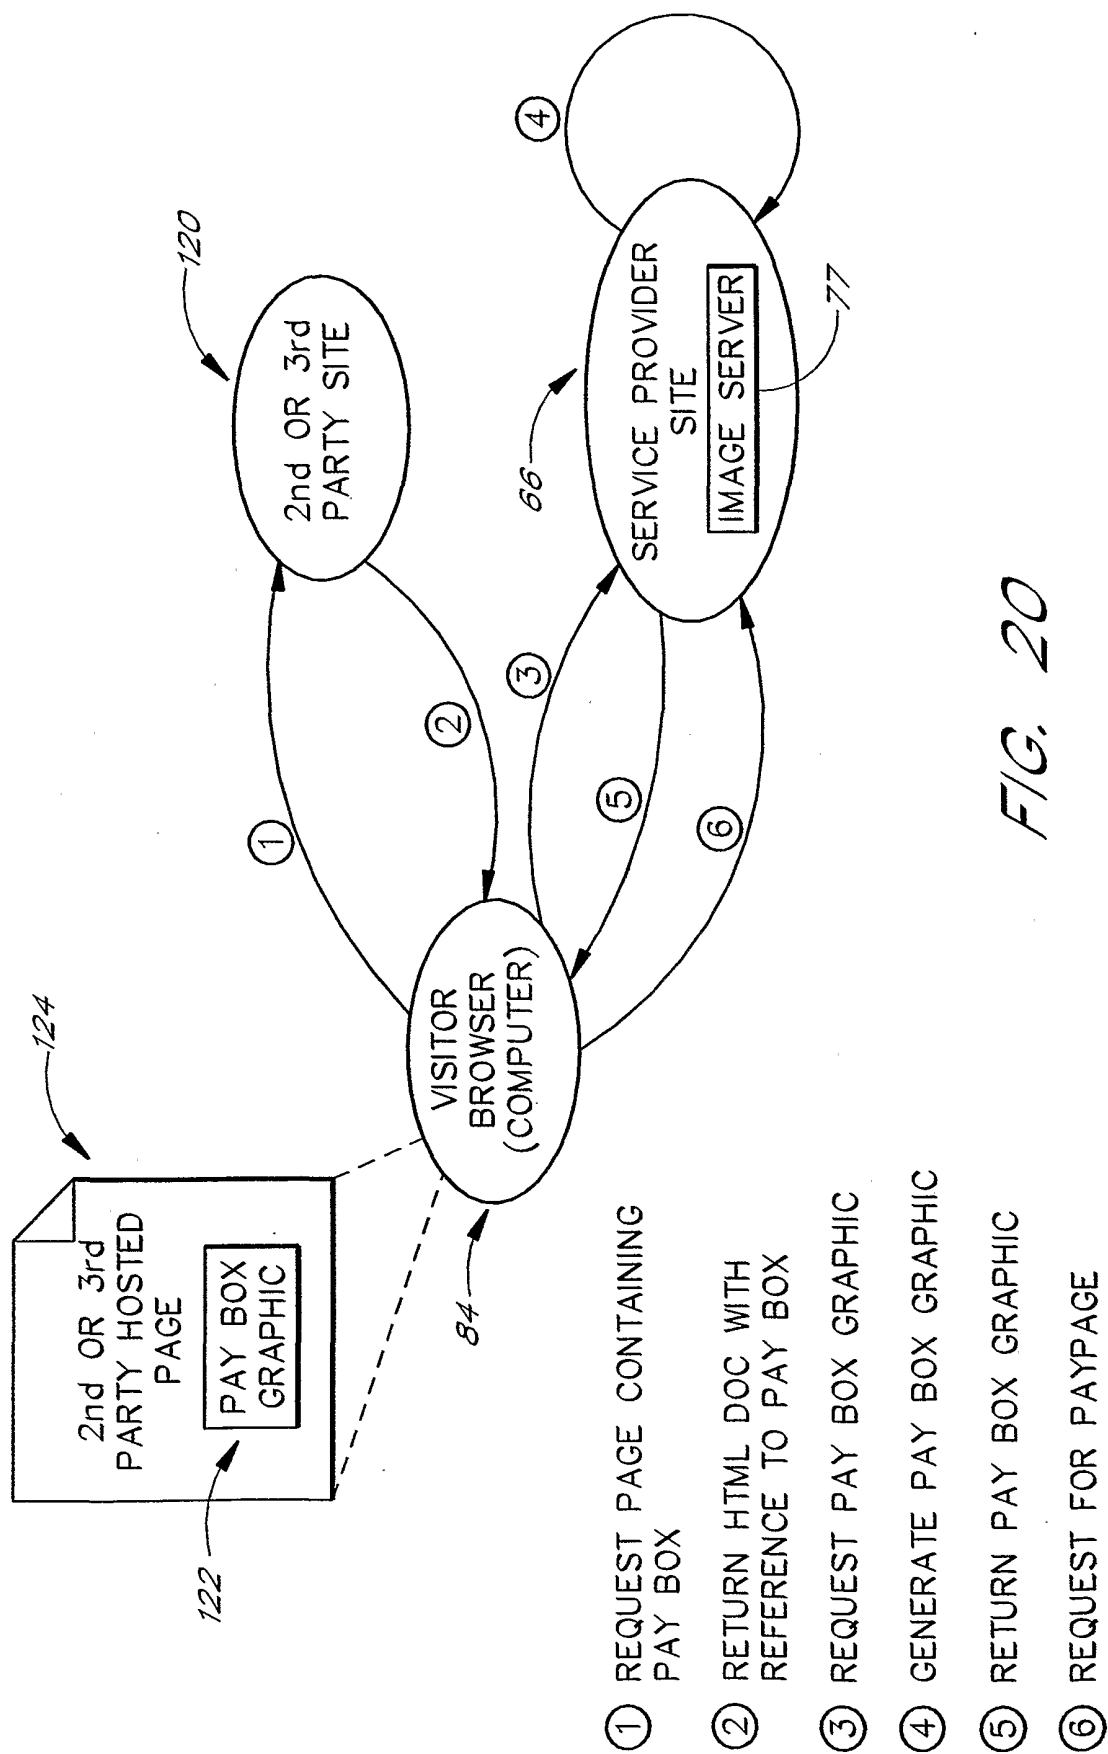 2nd OR 3rd
PARTY HOSTED
PAGE
PAY BOX
GRAPHIC
124
122
VISITOR
BROWSER
(COMPUTER)
84
2nd OR 3rd
PARTY SITE
120
SERVICE PROVIDER
SITE
IMAGE SERVER
66
77
1
2
3
4
5
6
1 REQUEST PAGE CONTAINING
PAY BOX
2 RETURN HTML DOC WITH
REFERENCE TO PAY BOX
3 REQUEST PAY BOX GRAPHIC
4 GENERATE PAY BOX GRAPHIC
5 RETURN PAY BOX GRAPHIC
6 REQUEST FOR PAYPAGE
FIG. 20